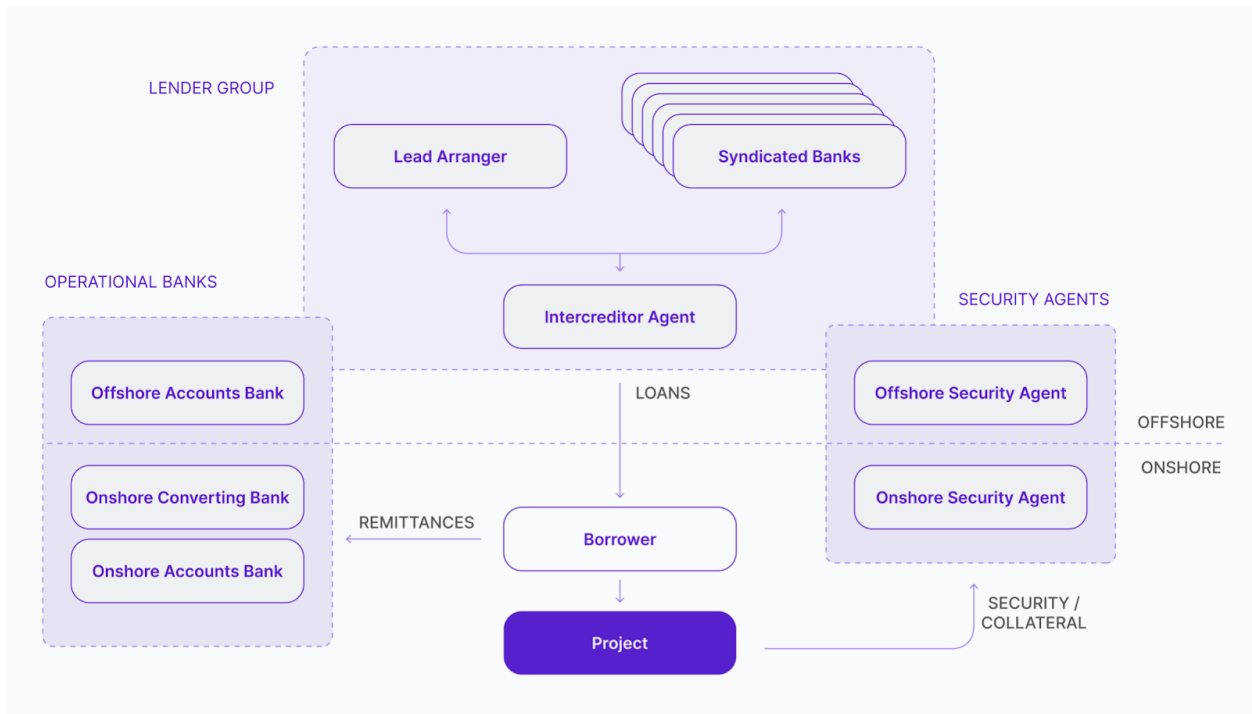 LENDER GROUP
Lead Arranger
Syndicated Banks
OPERATIONAL BANKS
Intercreditor Agent
SECURITY AGENTS
Offshore Accounts Bank
LOANS
Offshore Security Agent
OFFSHORE
ONSHORE
Onshore Converting Bank
Onshore Security Agent
REMITTANCES
Borrower
Onshore Accounts Bank
SECURITY /
COLLATERAL
Project